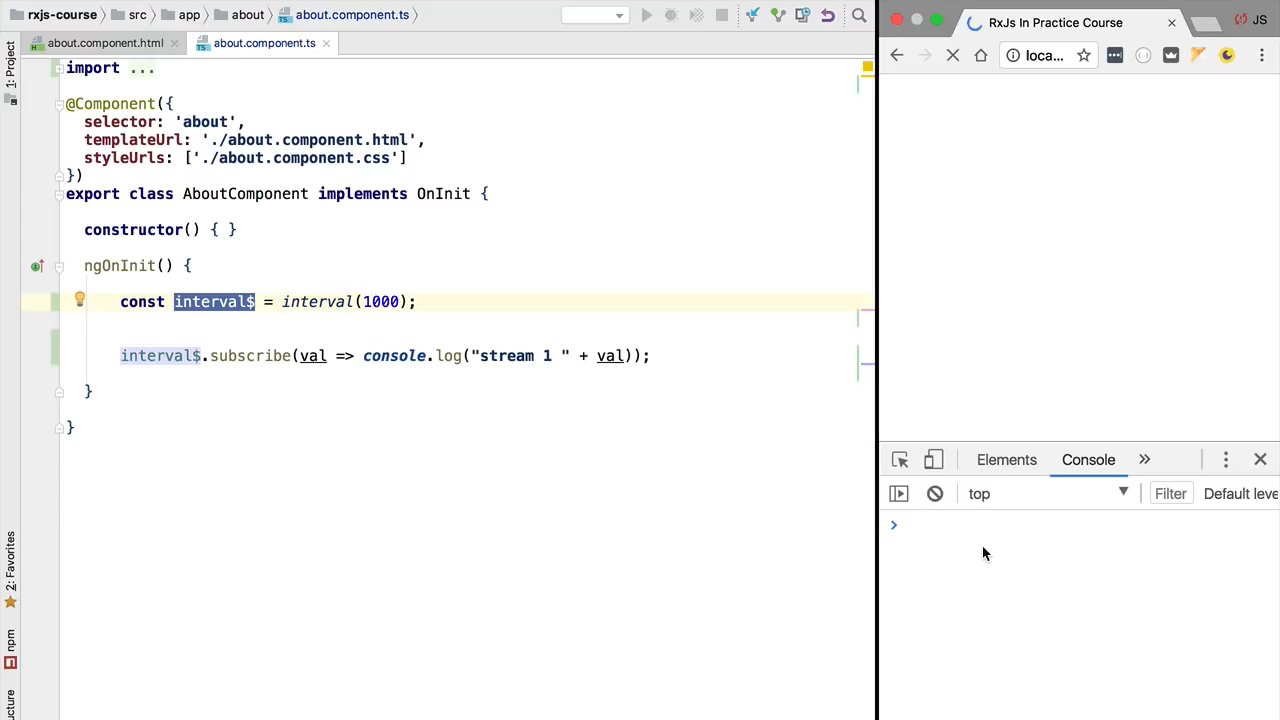 rxjs-course src app about about.component.ts
about.component.html about.component.ts
1: Project
2: Favorites
npm
ucture
import ...
@Component({
selector: 'about',
templateUrl: './about.component.html',
styleUrls: ['./about.component.css']
})
export class AboutComponent implements OnInit {
constructor() { }
ngOnInit() {
const interval$ = interval(1000);
interval$.subscribe(val => console.log("stream 1 " + val));
}
}
RxJs In Practice Course
JS
loca...
Elements Console
top Filter Default leve